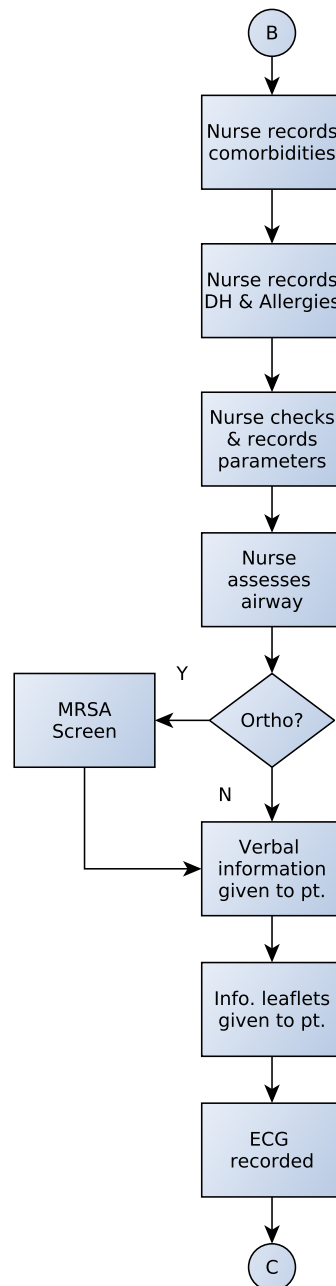 B
Nurse records
comorbidities
Nurse records
DH & Allergies
Nurse checks
& records
parameters
Nurse
assesses
airway
Y
MRSA
Screen
Ortho?
N
Verbal
information
given to pt.
Info. leaflets
given to pt.
ECG
recorded
C